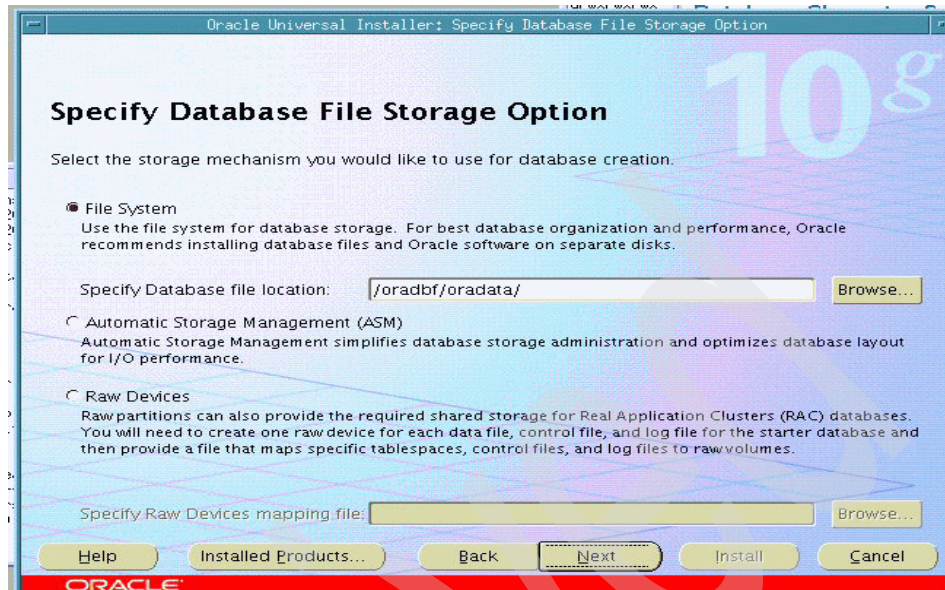 Oracle Universal Installer: Specify Database File Storage Option
10g
Specify Database File Storage Option
Select the storage mechanism you would like to use for database creation.
File System
Use the file system for database storage. For best database organization and performance, Oracle
recommends installing database files and Oracle software on separate disks.
Specify Database file location: /oradbf/oradata/ Browse...
Automatic Storage Management (ASM)
Automatic Storage Management simplifies database storage administration and optimizes database layout
for I/O performance.
Raw Devices
Raw partitions can also provide the required shared storage for Real Application Clusters (RAC) databases.
You will need to create one raw device for each data file, control file, and log file for the starter database and
then provide a file that maps specific tablespaces, control files, and log files to raw volumes.
Specify Raw Devices mapping file: Browse...
Help Installed Products... Back Next Install Cancel
ORACLE